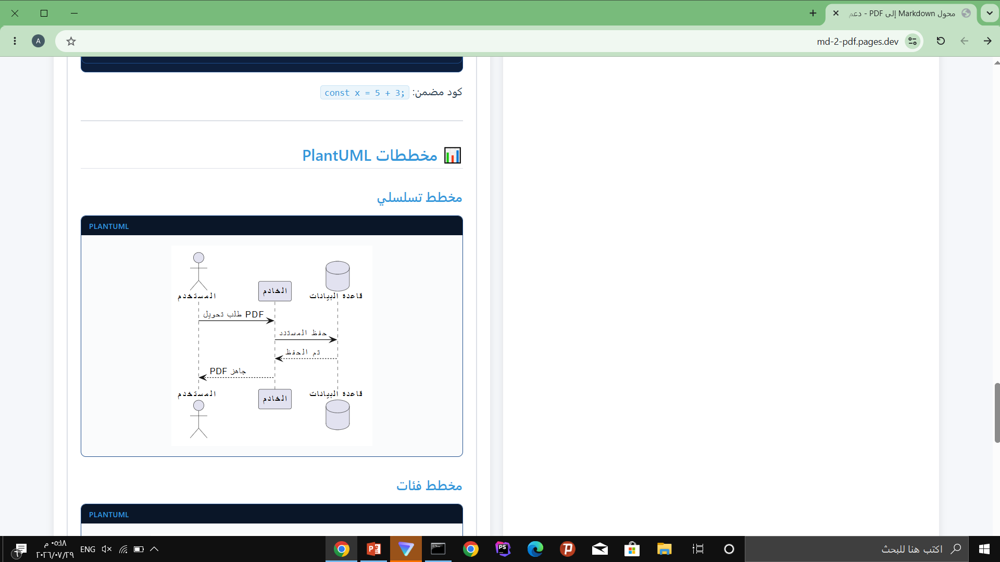 محول Markdown إلى PDF - دعم
md-2-pdf.pages.dev
A
كود مضمن: const x = 5 + 3;
📊 مخططات PlantUML
مخطط تسلسلي
PLANTUML
المستخدم
الخادم
قاعدة البيانات
طلب تحويل PDF
حفظ المستند
تم الحفظ
PDF جاهز
المستخدم
الخادم
قاعدة البيانات
مخطط فئات
PLANTUML
اكتب هنا للبحث
ENG
٠٥:١٨ م
٢٠٢٦/٠٧/٢٩
٦